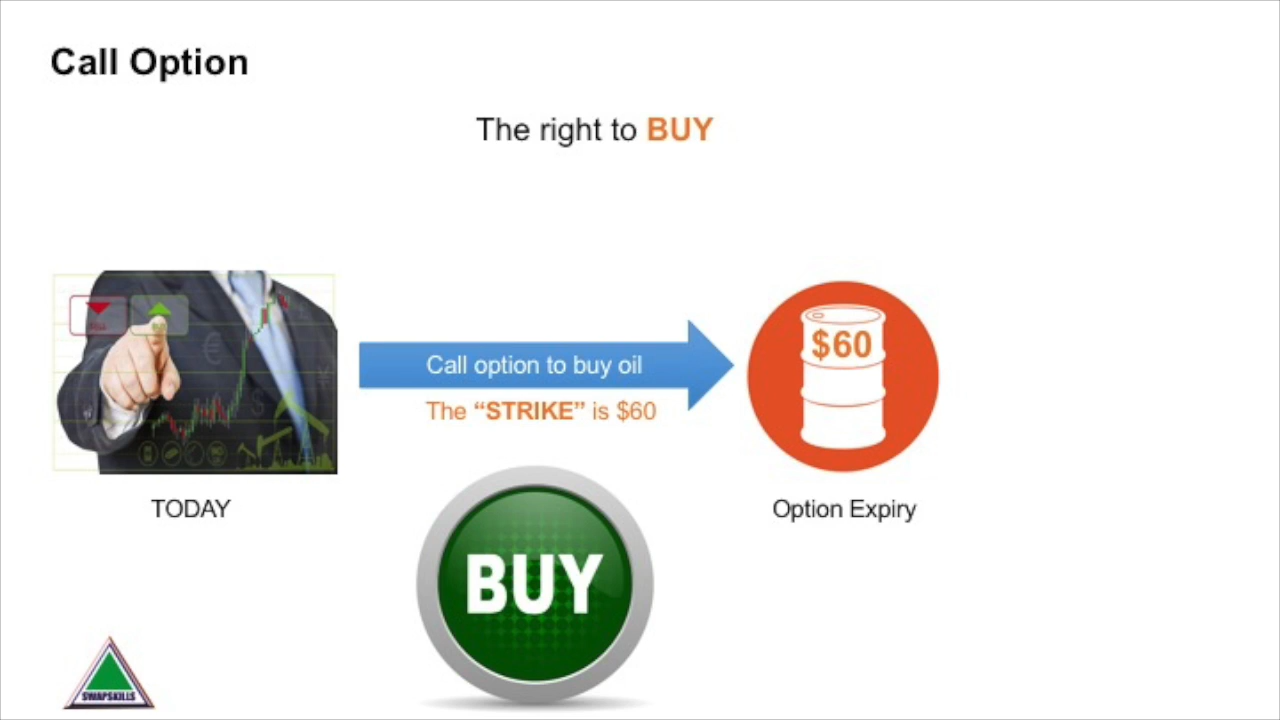 Call Option
The right to BUY
Call option to buy oil
The “STRIKE” is $60
$60
TODAY
Option Expiry
BUY
SWAPSKILLS